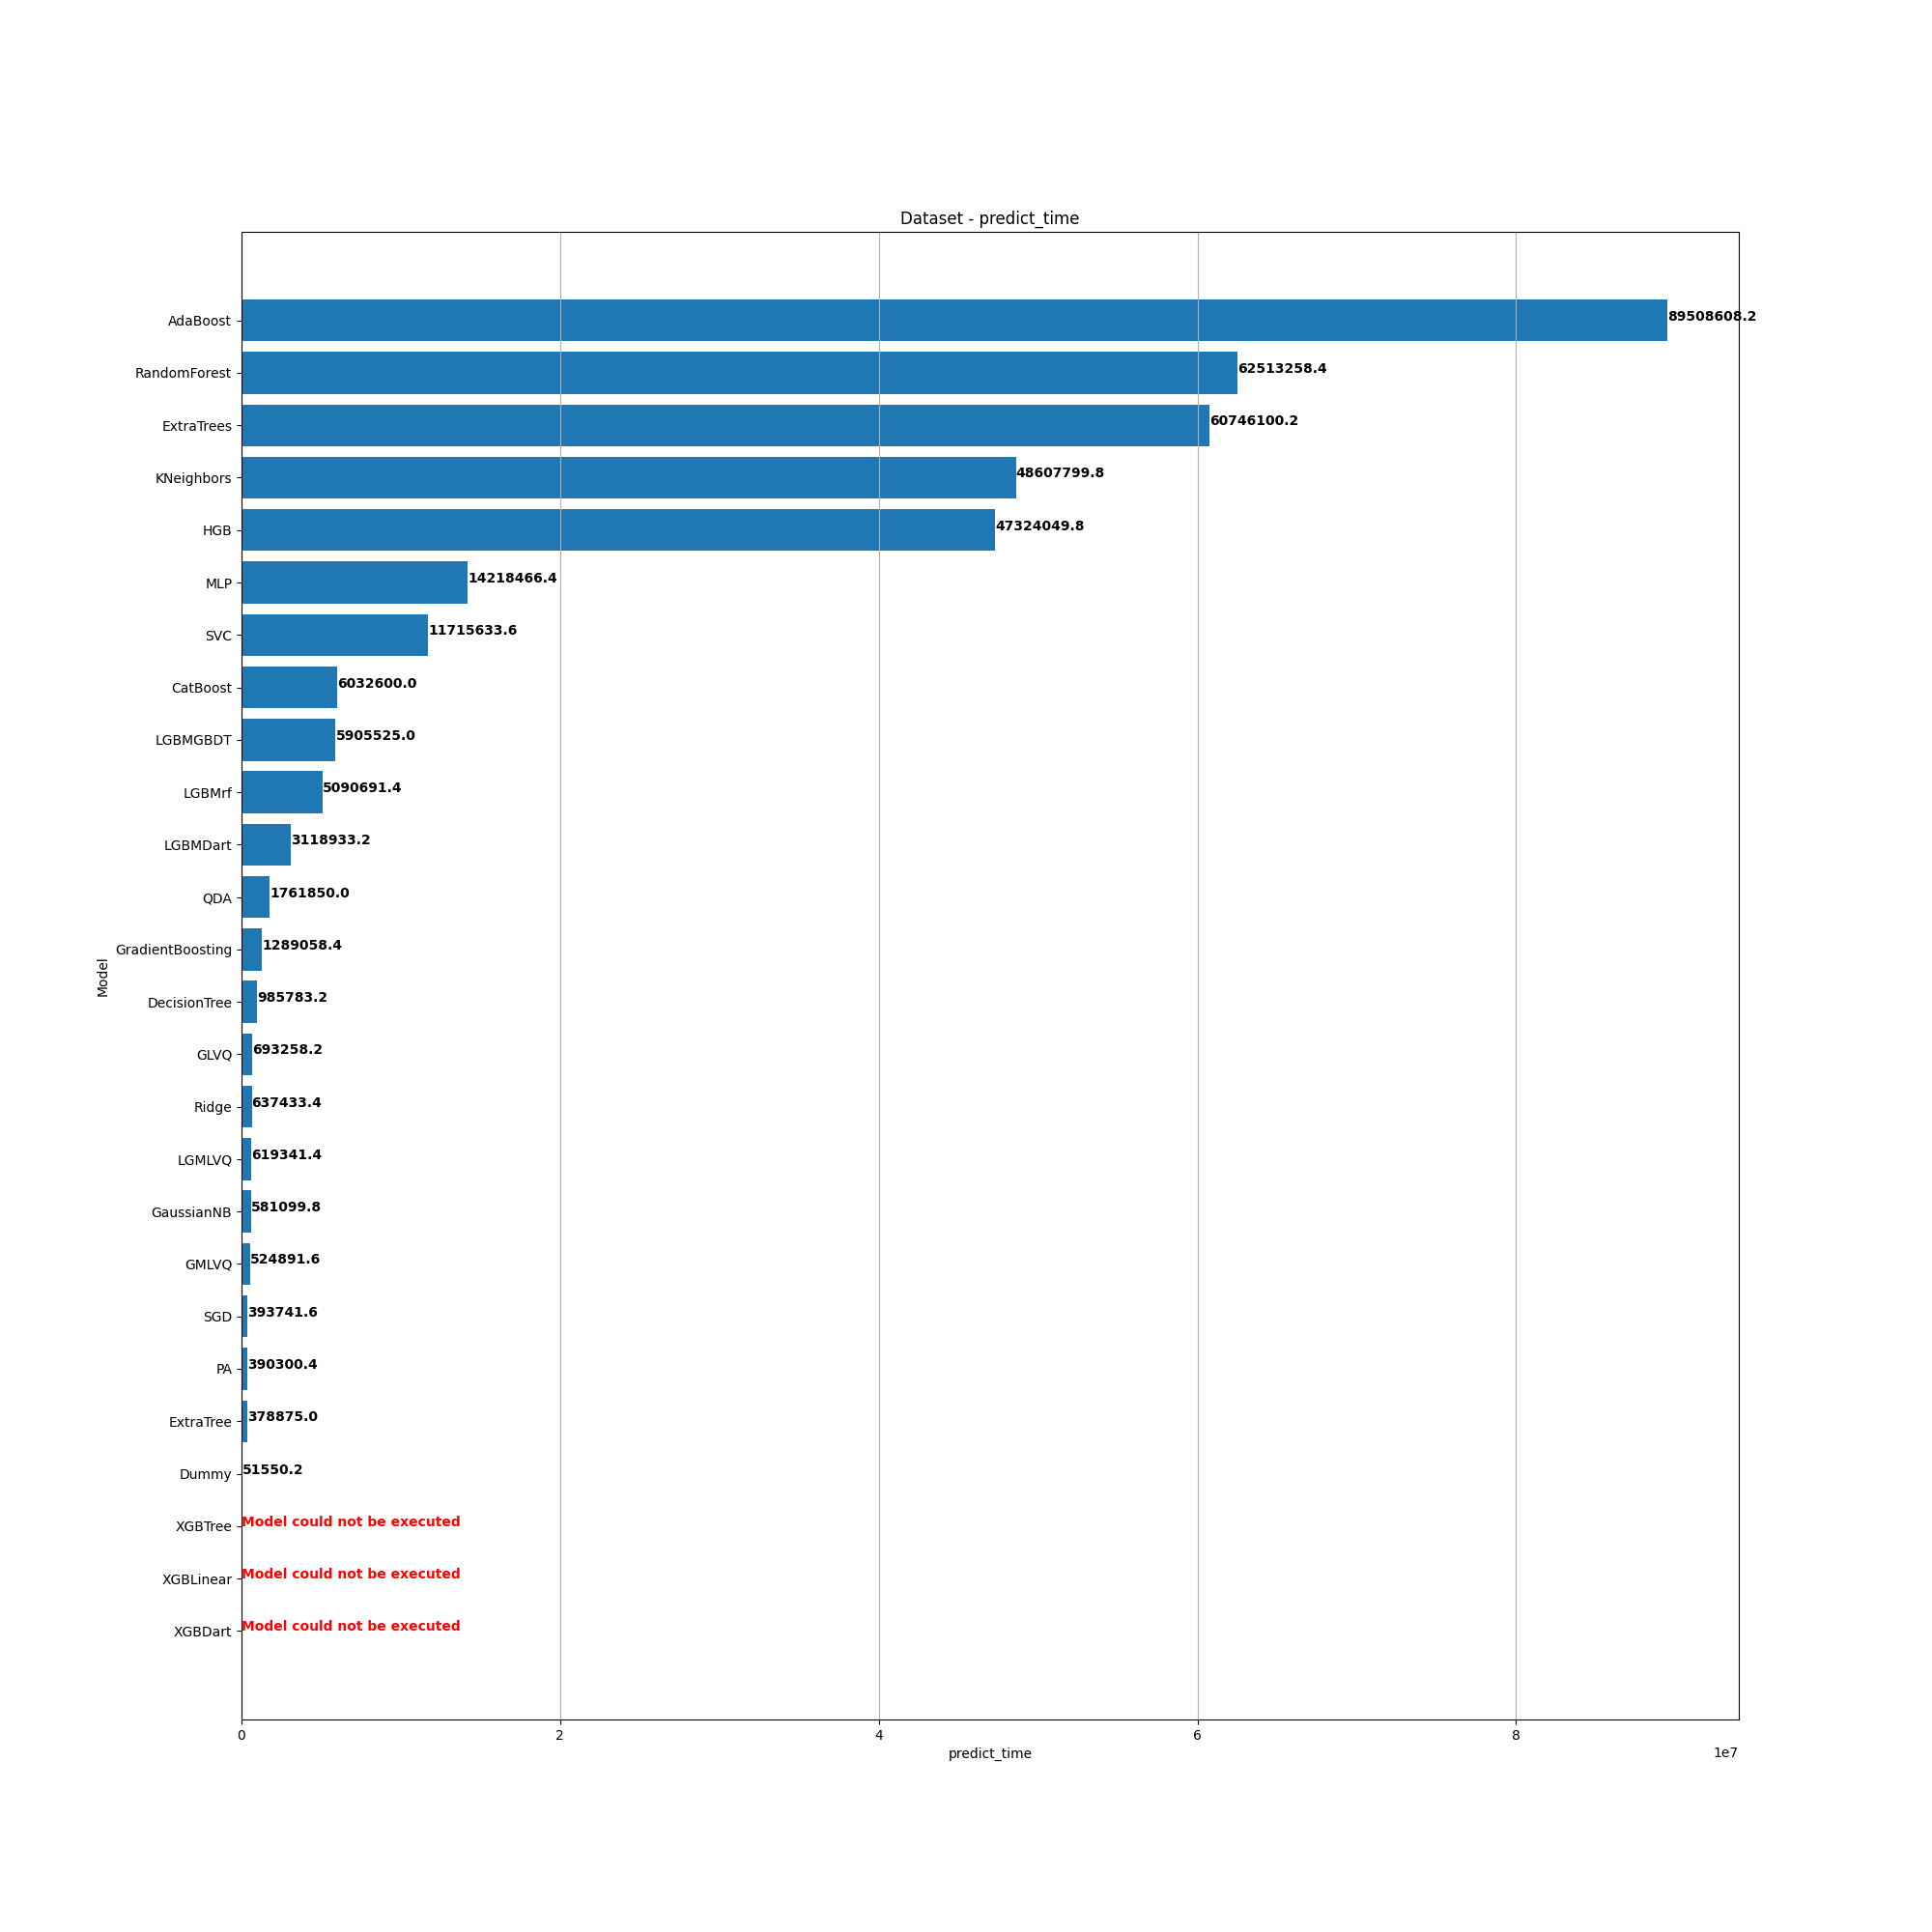 Dataset - predict_time
AdaBoost 89508608.2
RandomForest 62513258.4
ExtraTrees 60746100.2
KNeighbors 48607799.8
HGB 47324049.8
MLP 14218466.4
SVC 11715633.6
CatBoost 6032600.0
LGBMGBDT 5905525.0
LGBMrf 5090691.4
LGBMDart 3118933.2
QDA 1761850.0
GradientBoosting 1289058.4
Model
DecisionTree 985783.2
GLVQ 693258.2
Ridge 637433.4
LGMLVQ 619341.4
GaussianNB 581099.8
GMLVQ 524891.6
SGD 393741.6
PA 390300.4
ExtraTree 378875.0
Dummy 51550.2
XGBTree Model could not be executed
XGBLinear Model could not be executed
XGBDart Model could not be executed
0 2 4 6 8
predict_time
1e7